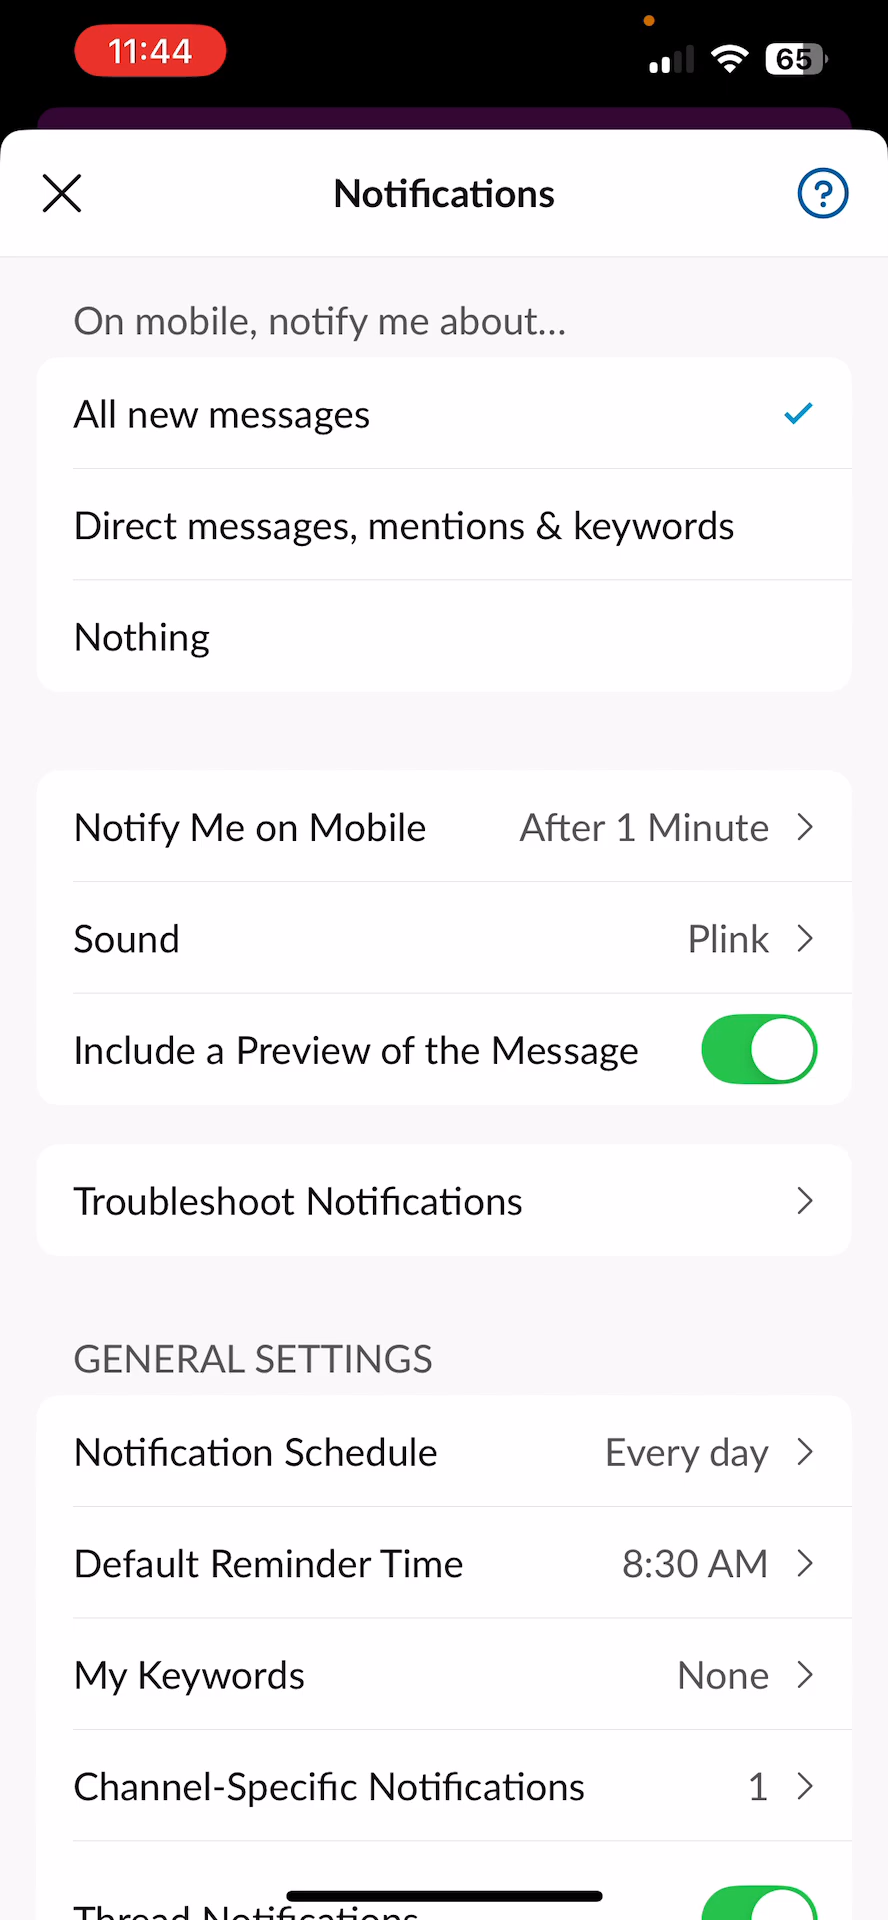 11:44
65
Notifications
?
On mobile, notify me about...
All new messages
Direct messages, mentions & keywords
Nothing
Notify Me on Mobile After 1 Minute
Sound Plink
Include a Preview of the Message
Troubleshoot Notifications
GENERAL SETTINGS
Notification Schedule Every day
Default Reminder Time 8:30 AM
My Keywords None
Channel-Specific Notifications 1
Thread Notifications